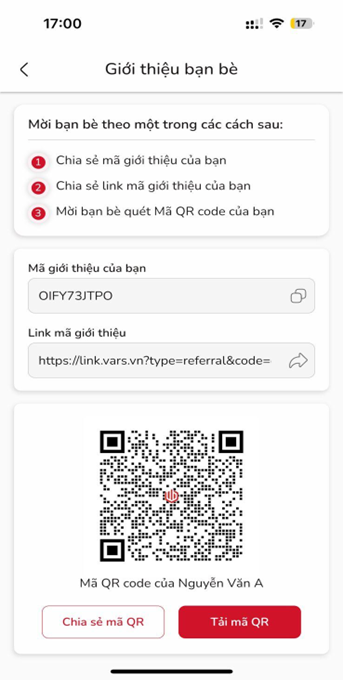 17:00
17
Giới thiệu bạn bè
Mời bạn bè theo một trong các cách sau:
1 Chia sẻ mã giới thiệu của bạn
2 Chia sẻ link mã giới thiệu của bạn
3 Mời bạn bè quét Mã QR code của bạn
Mã giới thiệu của bạn
OIFY73JTPO
Link mã giới thiệu
https://link.vars.vn?type=referral&code=
Mã QR code của Nguyễn Văn A
Chia sẻ mã QR
Tải mã QR